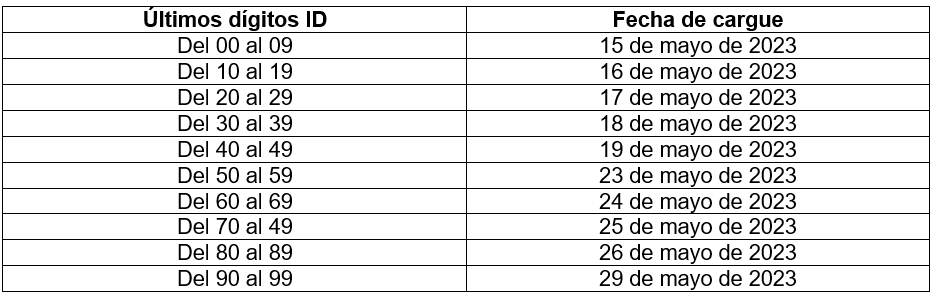 Últimos dígitos ID Fecha de cargue
Del 00 al 09 15 de mayo de 2023
Del 10 al 19 16 de mayo de 2023
Del 20 al 29 17 de mayo de 2023
Del 30 al 39 18 de mayo de 2023
Del 40 al 49 19 de mayo de 2023
Del 50 al 59 23 de mayo de 2023
Del 60 al 69 24 de mayo de 2023
Del 70 al 49 25 de mayo de 2023
Del 80 al 89 26 de mayo de 2023
Del 90 al 99 29 de mayo de 2023